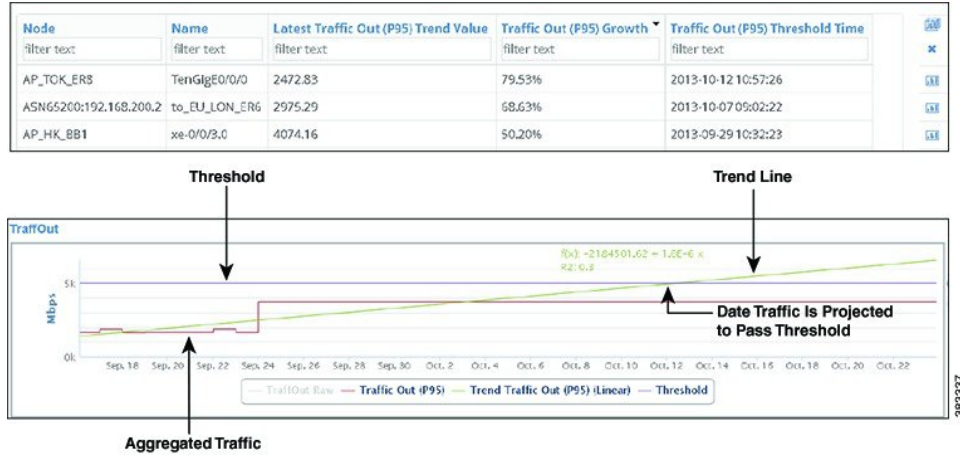 Node Name Latest Traffic Out (P95) Trend Value Traffic Out (P95) Growth Traffic Out (P95) Threshold Time
filter text filter text filter text filter text filter text
AP_TOK_ER8 TenGigE0/0/0 2472.83 79.53% 2013-10-12 10:57:26
ASN65200:192.168.200.2 to_EU_LON_ER6 2975.29 68.63% 2013-10-07 09:02:22
AP_HK_BB1 xe-0/0/3.0 4074.16 50.20% 2013-09-29 10:32:23
Threshold
Trend Line
TraffOut
f(x): -2184501.62 + 1.6E-6 x
R2: 0.8
5k
Mbps
Date Traffic Is Projected
to Pass Threshold
0k
Sep, 18 Sep, 20 Sep, 22 Sep, 24 Sep, 26 Sep, 28 Sep, 30 Oct, 2 Oct, 4 Oct, 6 Oct, 8 Oct, 10 Oct, 12 Oct, 14 Oct, 16 Oct, 18 Oct, 20 Oct, 22
TraffOut Raw Traffic Out (P95) Trend Traffic Out (P95) (Linear) Threshold
Aggregated Traffic